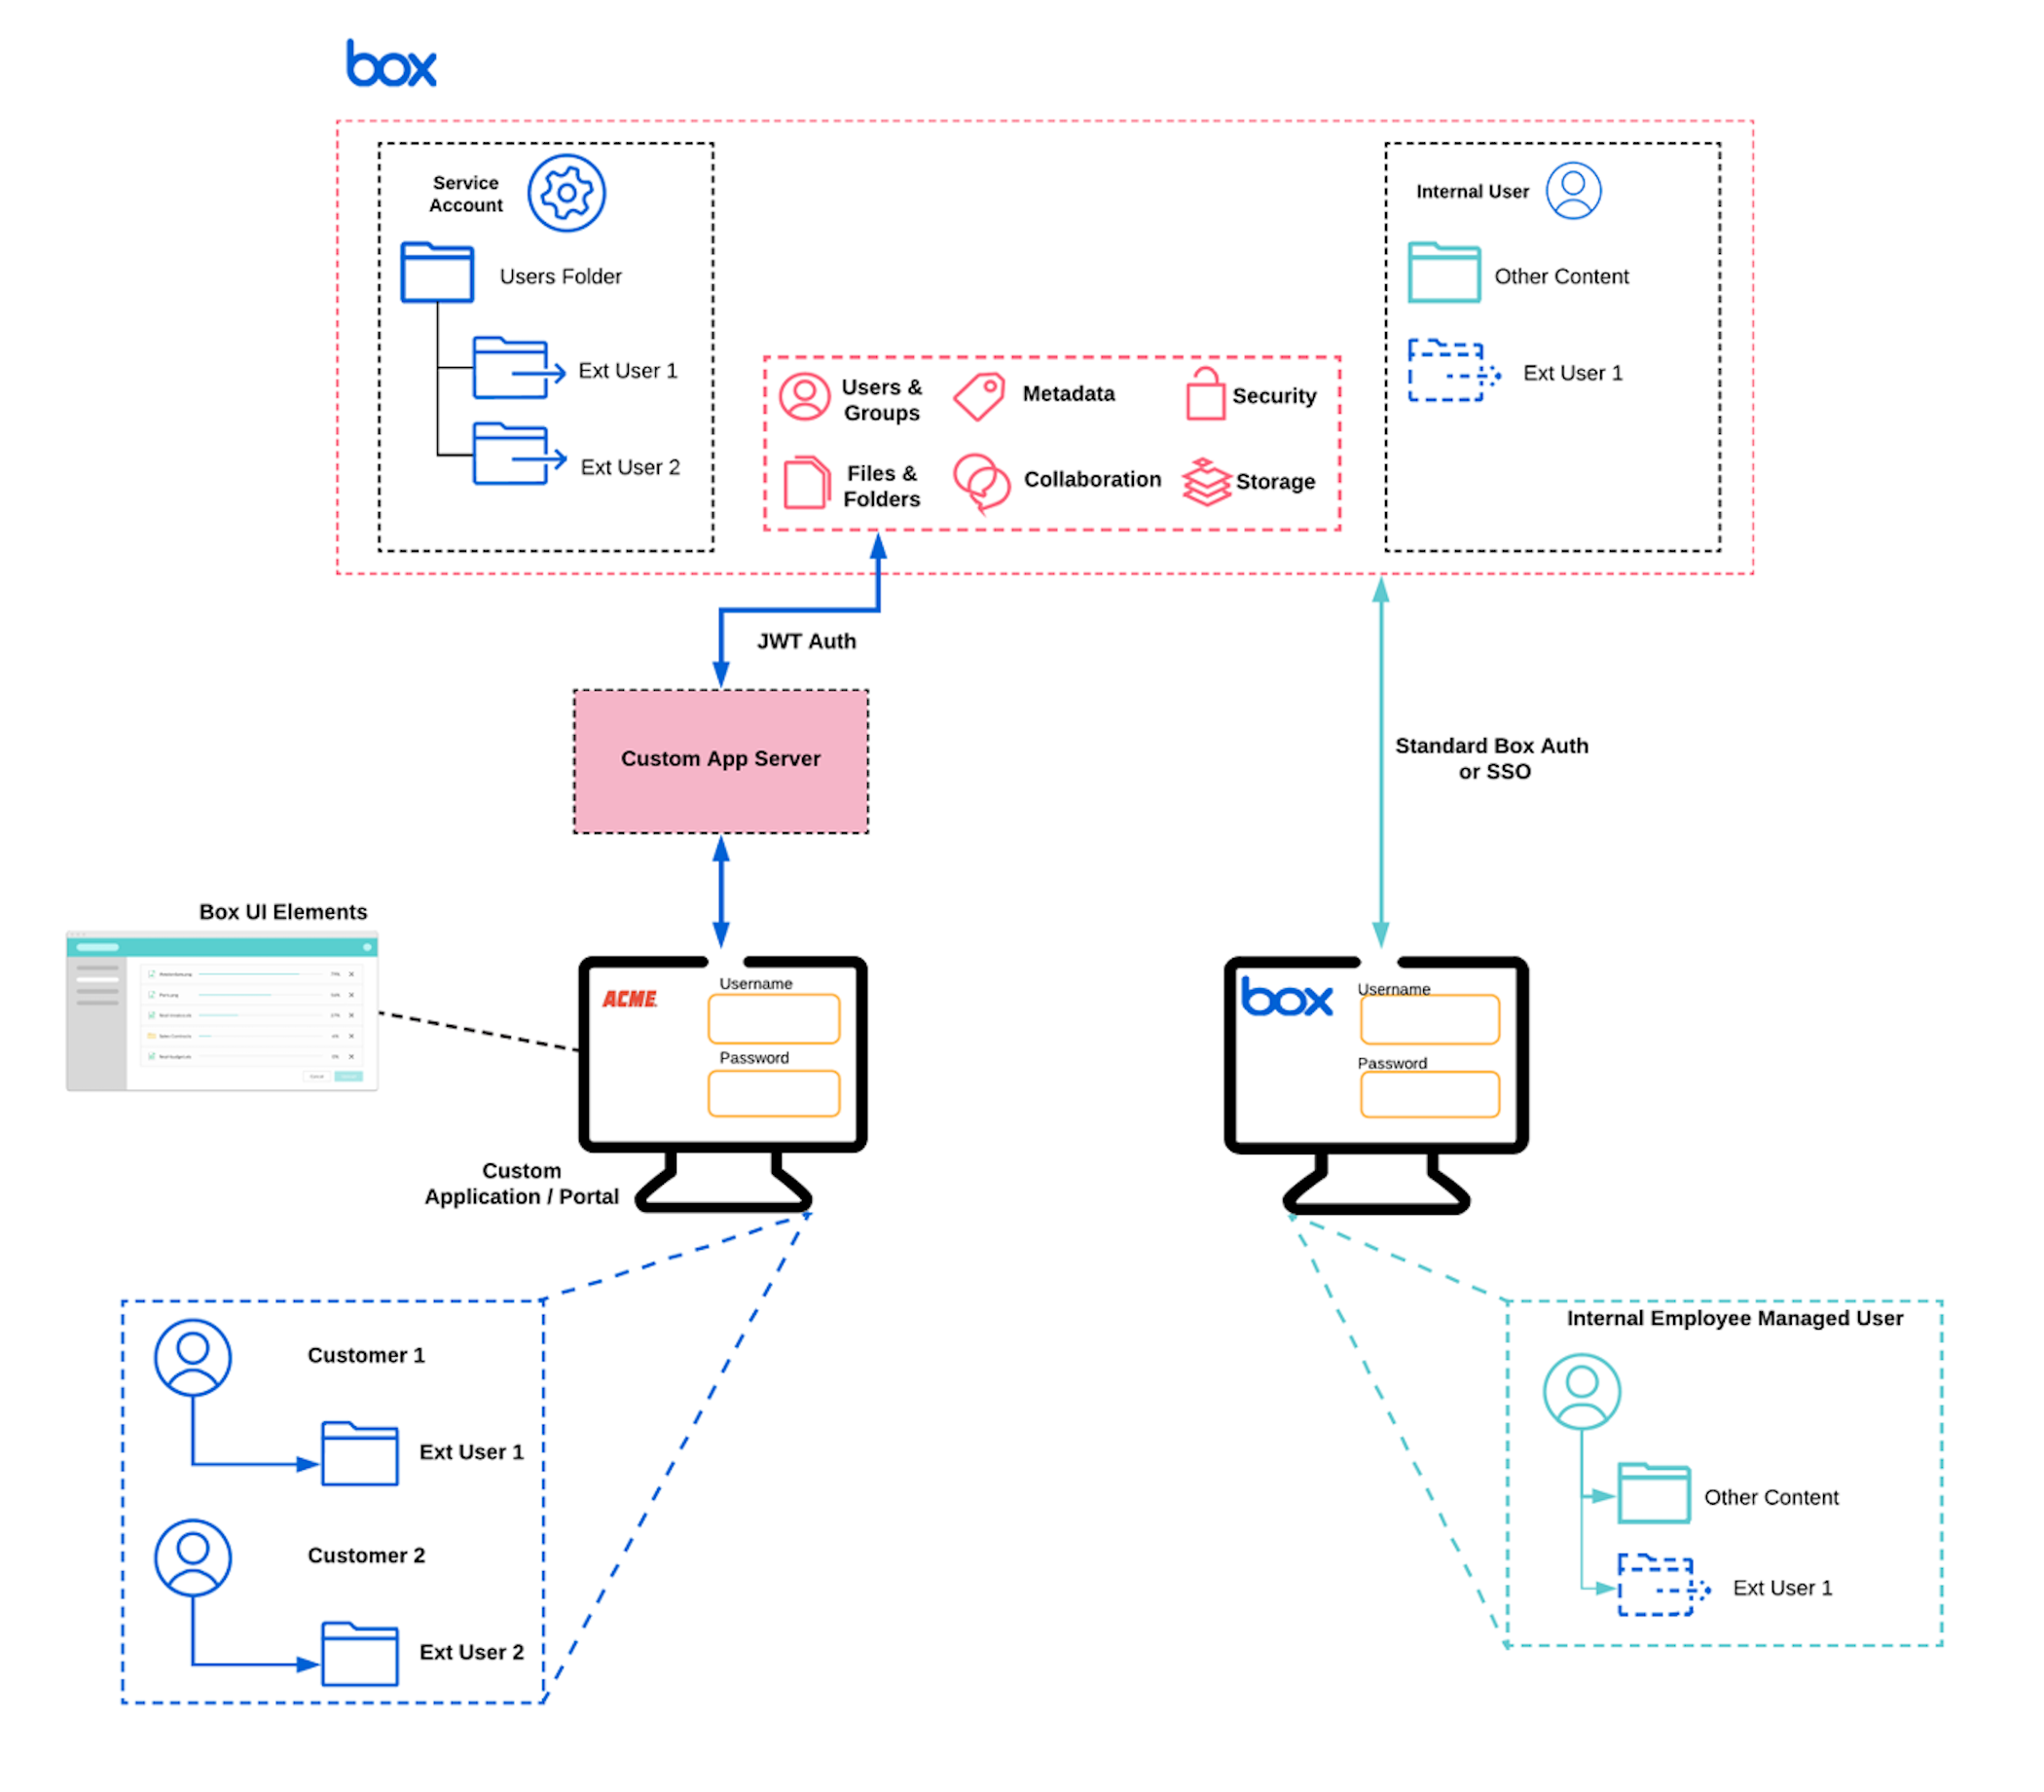 box
Service
Account
Users Folder
Ext User 1
Ext User 2
Users &
Groups
Metadata
Security
Files &
Folders
Collaboration
Storage
Internal User
Other Content
Ext User 1
JWT Auth
Custom App Server
Standard Box Auth
or SSO
Box UI Elements
ACME
Username
Password
box
Username
Password
Custom
Application / Portal
Customer 1
Ext User 1
Customer 2
Ext User 2
Internal Employee Managed User
Other Content
Ext User 1